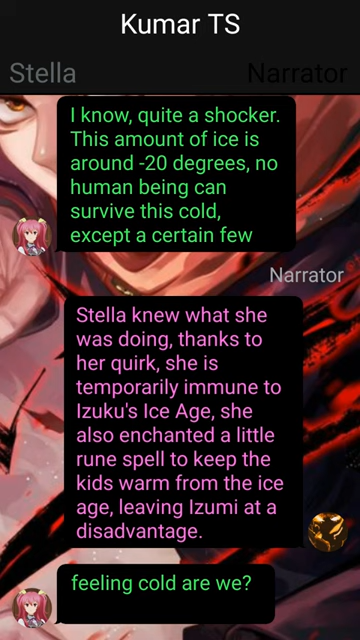 Kumar TS
Stella
Narrator
I know, quite a shocker.
This amount of ice is
around -20 degrees, no
human being can
survive this cold,
except a certain few
Narrator
Stella knew what she
was doing, thanks to
her quirk, she is
temporarily immune to
Izuku's Ice Age, she
also enchanted a little
rune spell to keep the
kids warm from the ice
age, leaving Izumi at a
disadvantage.
feeling cold are we?